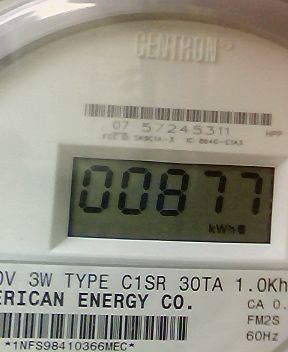 CENTRON
07 57245311
HPP
00877
kWh
0V 3W TYPE C1SR 30TA 1.0Kh
ERICAN ENERGY CO.
CA 0.
FM2S
60Hz
*1NFS98410366MEC*